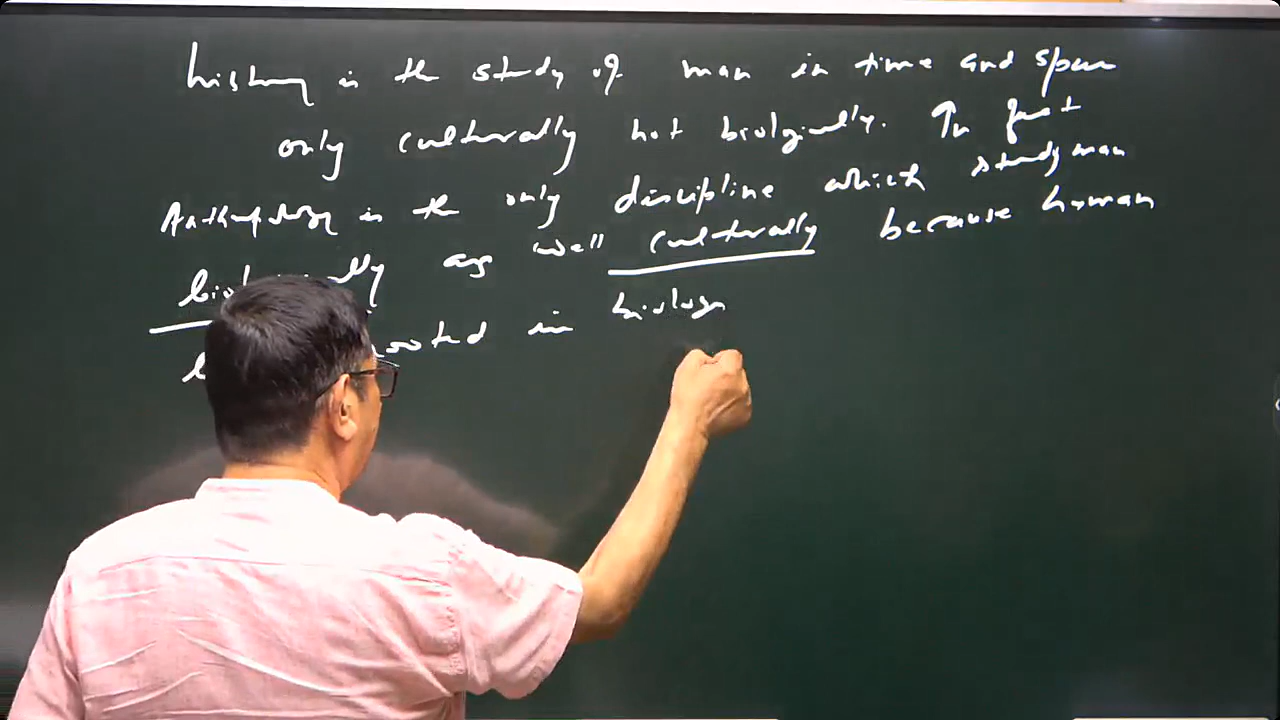 history is the study of man in time and space
only culturally not biologically. In fact
Anthropology is the only discipline which study man
biologically as well culturally because human
rooted in biology